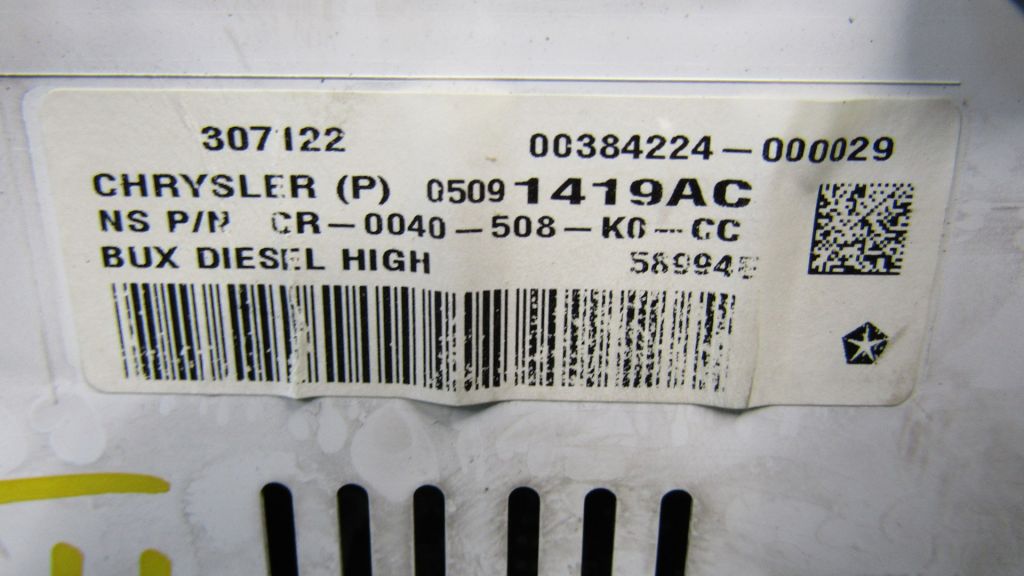 307122 00384224-000029
CHRYSLER (P) 05091419AC
NS P/N CR-0040-508-K0-CC
BUX DIESEL HIGH